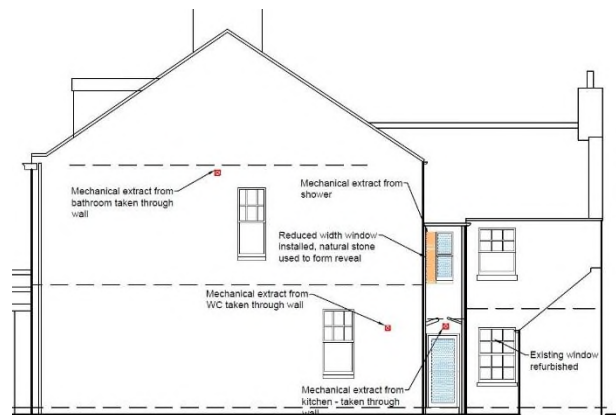 Mechanical extract from
bathroom taken through
wall
Mechanical extract from
shower
Reduced width window
installed, natural stone
used to form reveal
Mechanical extract from
WC taken through wall
Existing window
refurbished
Mechanical extract from
kitchen - taken through
wall